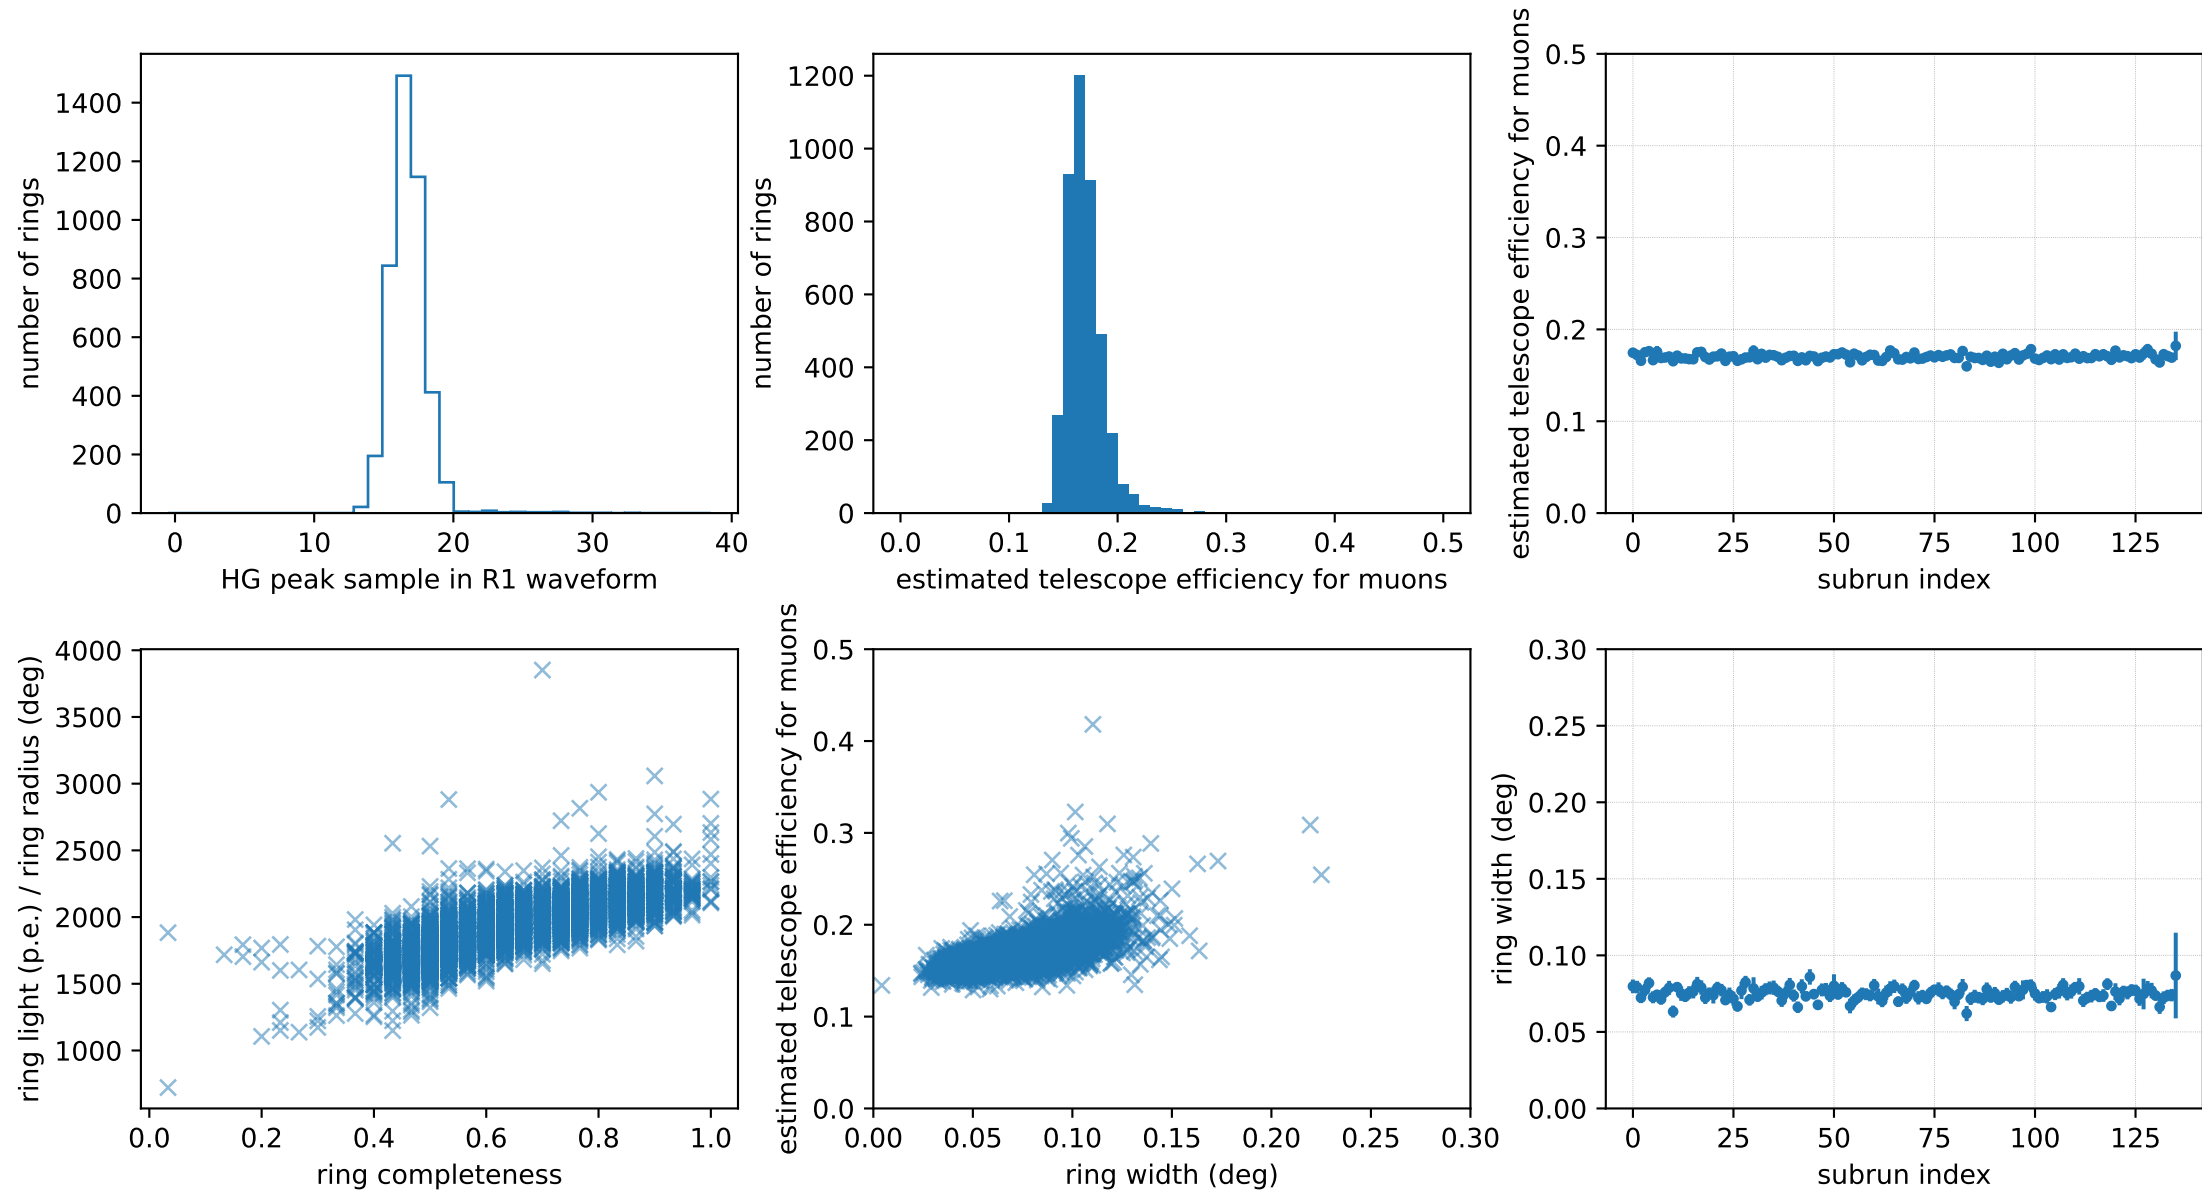 number of rings
1400
1200
1000
800
600
400
200
0
0 10 20 30 40
HG peak sample in R1 waveform
number of rings
1200
1000
800
600
400
200
0
0.0 0.1 0.2 0.3 0.4 0.5
estimated telescope efficiency for muons
estimated telescope efficiency for muons
0.5
0.4
0.3
0.2
0.1
0.0
0 25 50 75 100 125
subrun index
ring light (p.e.) / ring radius (deg)
4000
3500
3000
2500
2000
1500
1000
0.0 0.2 0.4 0.6 0.8 1.0
ring completeness
estimated telescope efficiency for muons
0.5
0.4
0.3
0.2
0.1
0.0
0.00 0.05 0.10 0.15 0.20 0.25 0.30
ring width (deg)
ring width (deg)
0.30
0.25
0.20
0.15
0.10
0.05
0.00
0 25 50 75 100 125
subrun index